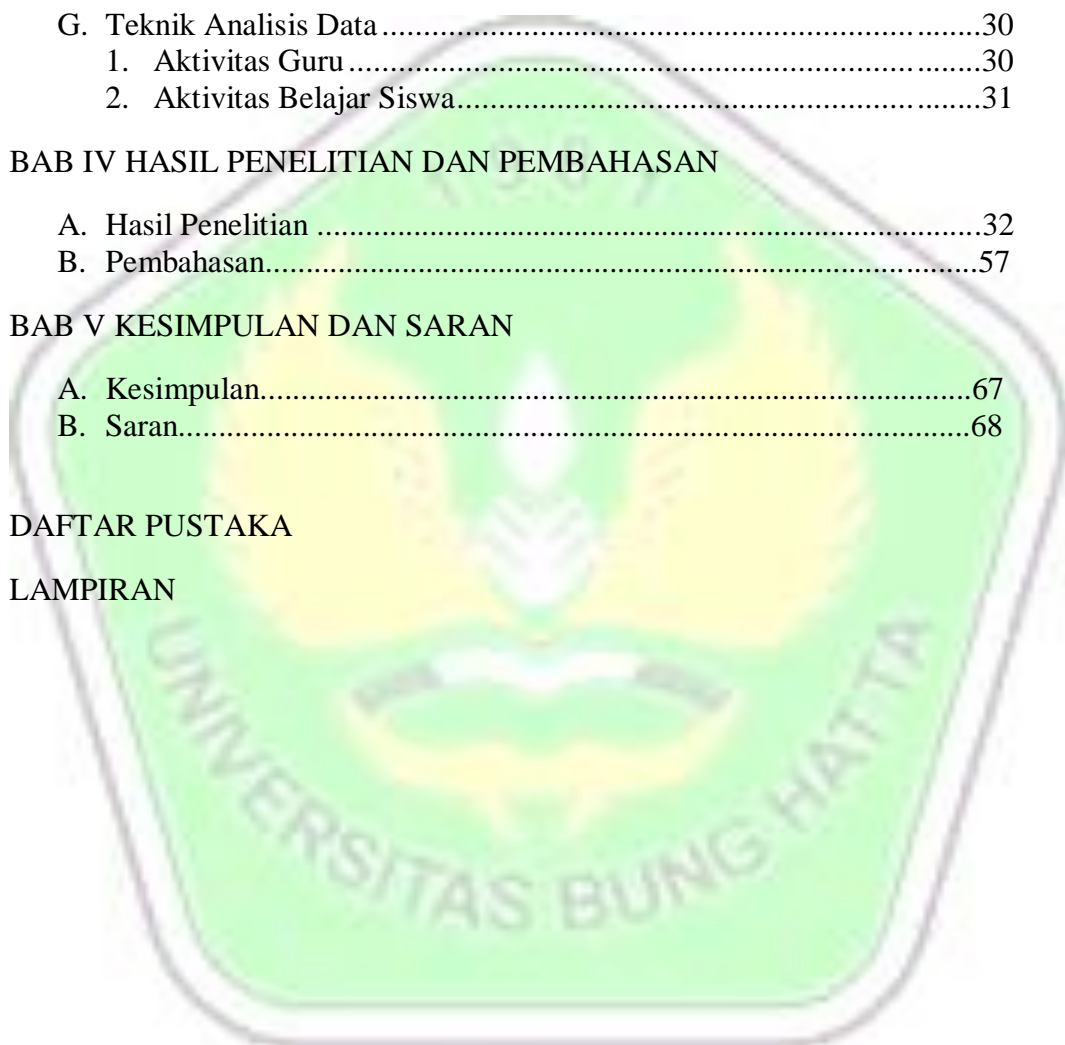 G. Teknik Analisis Data.......................................................................30
1. Aktivitas Guru...........................................................................30
2. Aktivitas Belajar Siswa..............................................................31
BAB IV HASIL PENELITIAN DAN PEMBAHASAN
A. Hasil Penelitian ..............................................................................32
B. Pembahasan....................................................................................57
BAB V KESIMPULAN DAN SARAN
A. Kesimpulan....................................................................................67
B. Saran..............................................................................................68
DAFTAR PUSTAKA
LAMPIRAN
1981
UNIVERSITAS BUNG HATTA